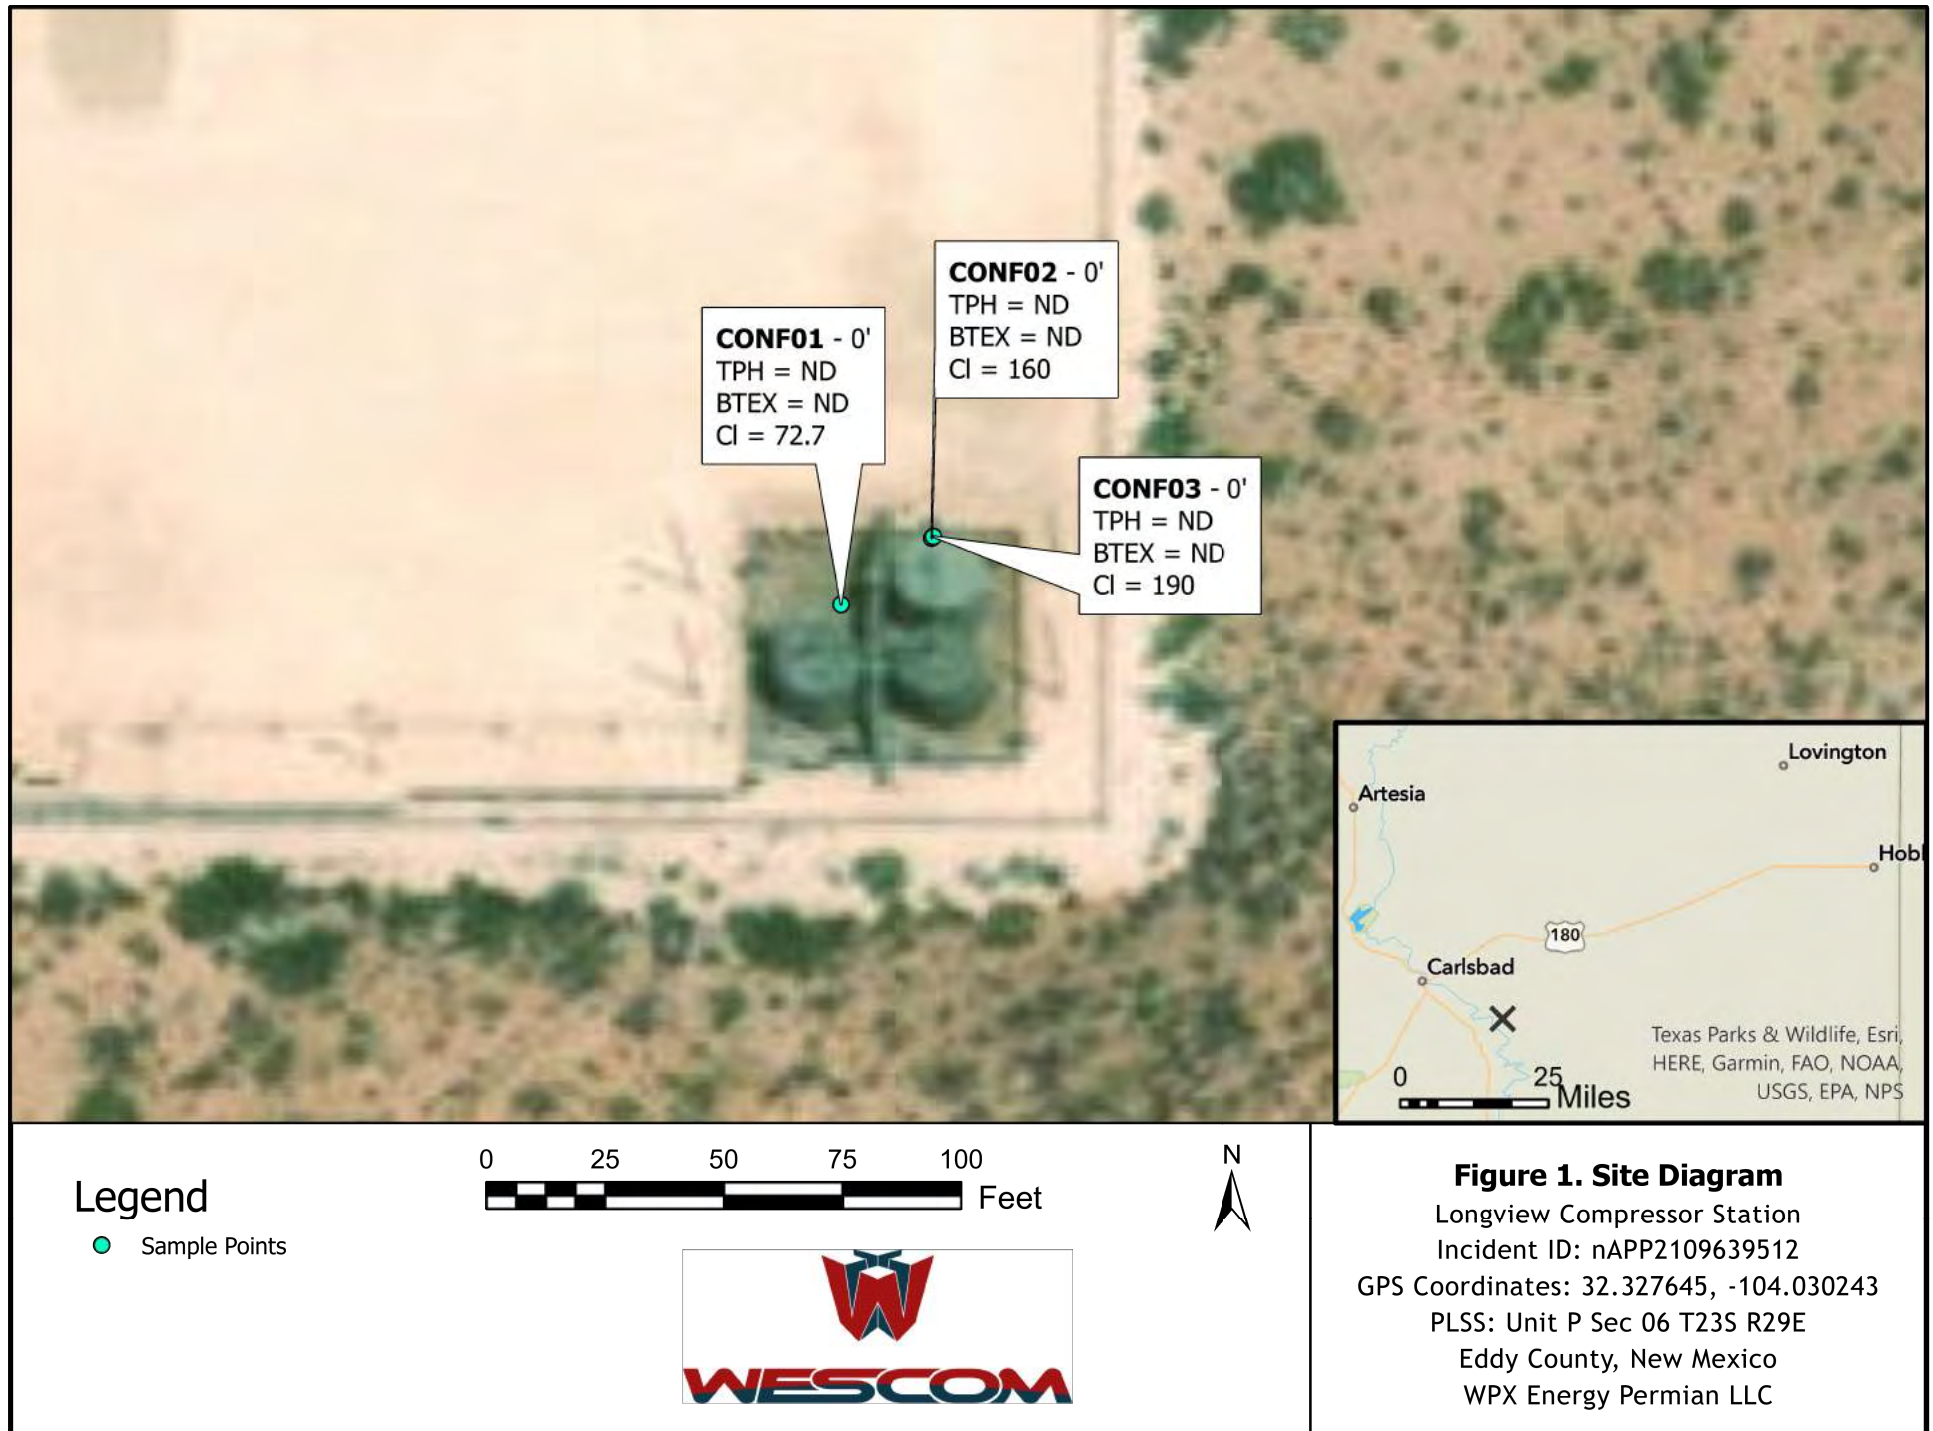 CONF02 - 0'
TPH = ND
BTEX = ND
Cl = 160
CONF01 - 0'
TPH = ND
BTEX = ND
Cl = 72.7
CONF03 - 0'
TPH = ND
BTEX = ND
Cl = 190
Lovington
Artesia
Hobl
180
Carlsbad
Texas Parks & Wildlife, Esri,
HERE, Garmin, FAO, NOAA,
USGS, EPA, NPS
0 25
Miles
Legend
Sample Points
0 25 50 75 100
Feet
N
WESCOM
Figure 1. Site Diagram
Longview Compressor Station
Incident ID: nAPP2109639512
GPS Coordinates: 32.327645, -104.030243
PLSS: Unit P Sec 06 T23S R29E
Eddy County, New Mexico
WPX Energy Permian LLC